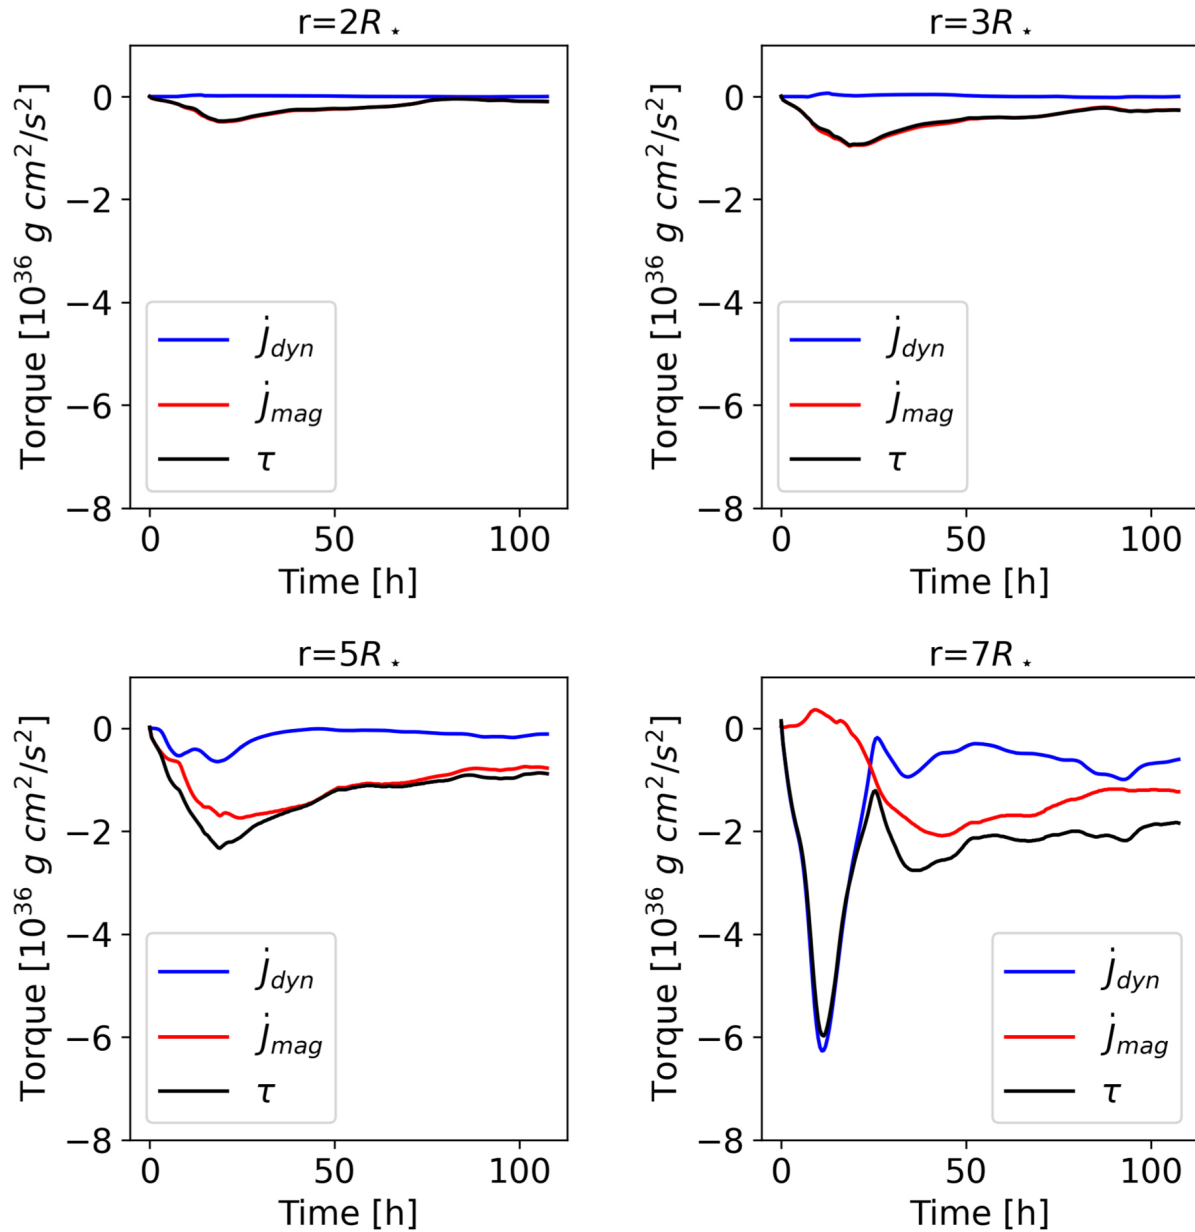 r=2R⋆
Torque [10³⁶ g cm²/s²]
0
−2
−4
−6
−8
j̇dyn
j̇mag
τ
0 50 100
Time [h]
r=3R⋆
Torque [10³⁶ g cm²/s²]
0
−2
−4
−6
−8
j̇dyn
j̇mag
τ
0 50 100
Time [h]
r=5R⋆
Torque [10³⁶ g cm²/s²]
0
−2
−4
−6
−8
j̇dyn
j̇mag
τ
0 50 100
Time [h]
r=7R⋆
Torque [10³⁶ g cm²/s²]
0
−2
−4
−6
−8
j̇dyn
j̇mag
τ
0 50 100
Time [h]